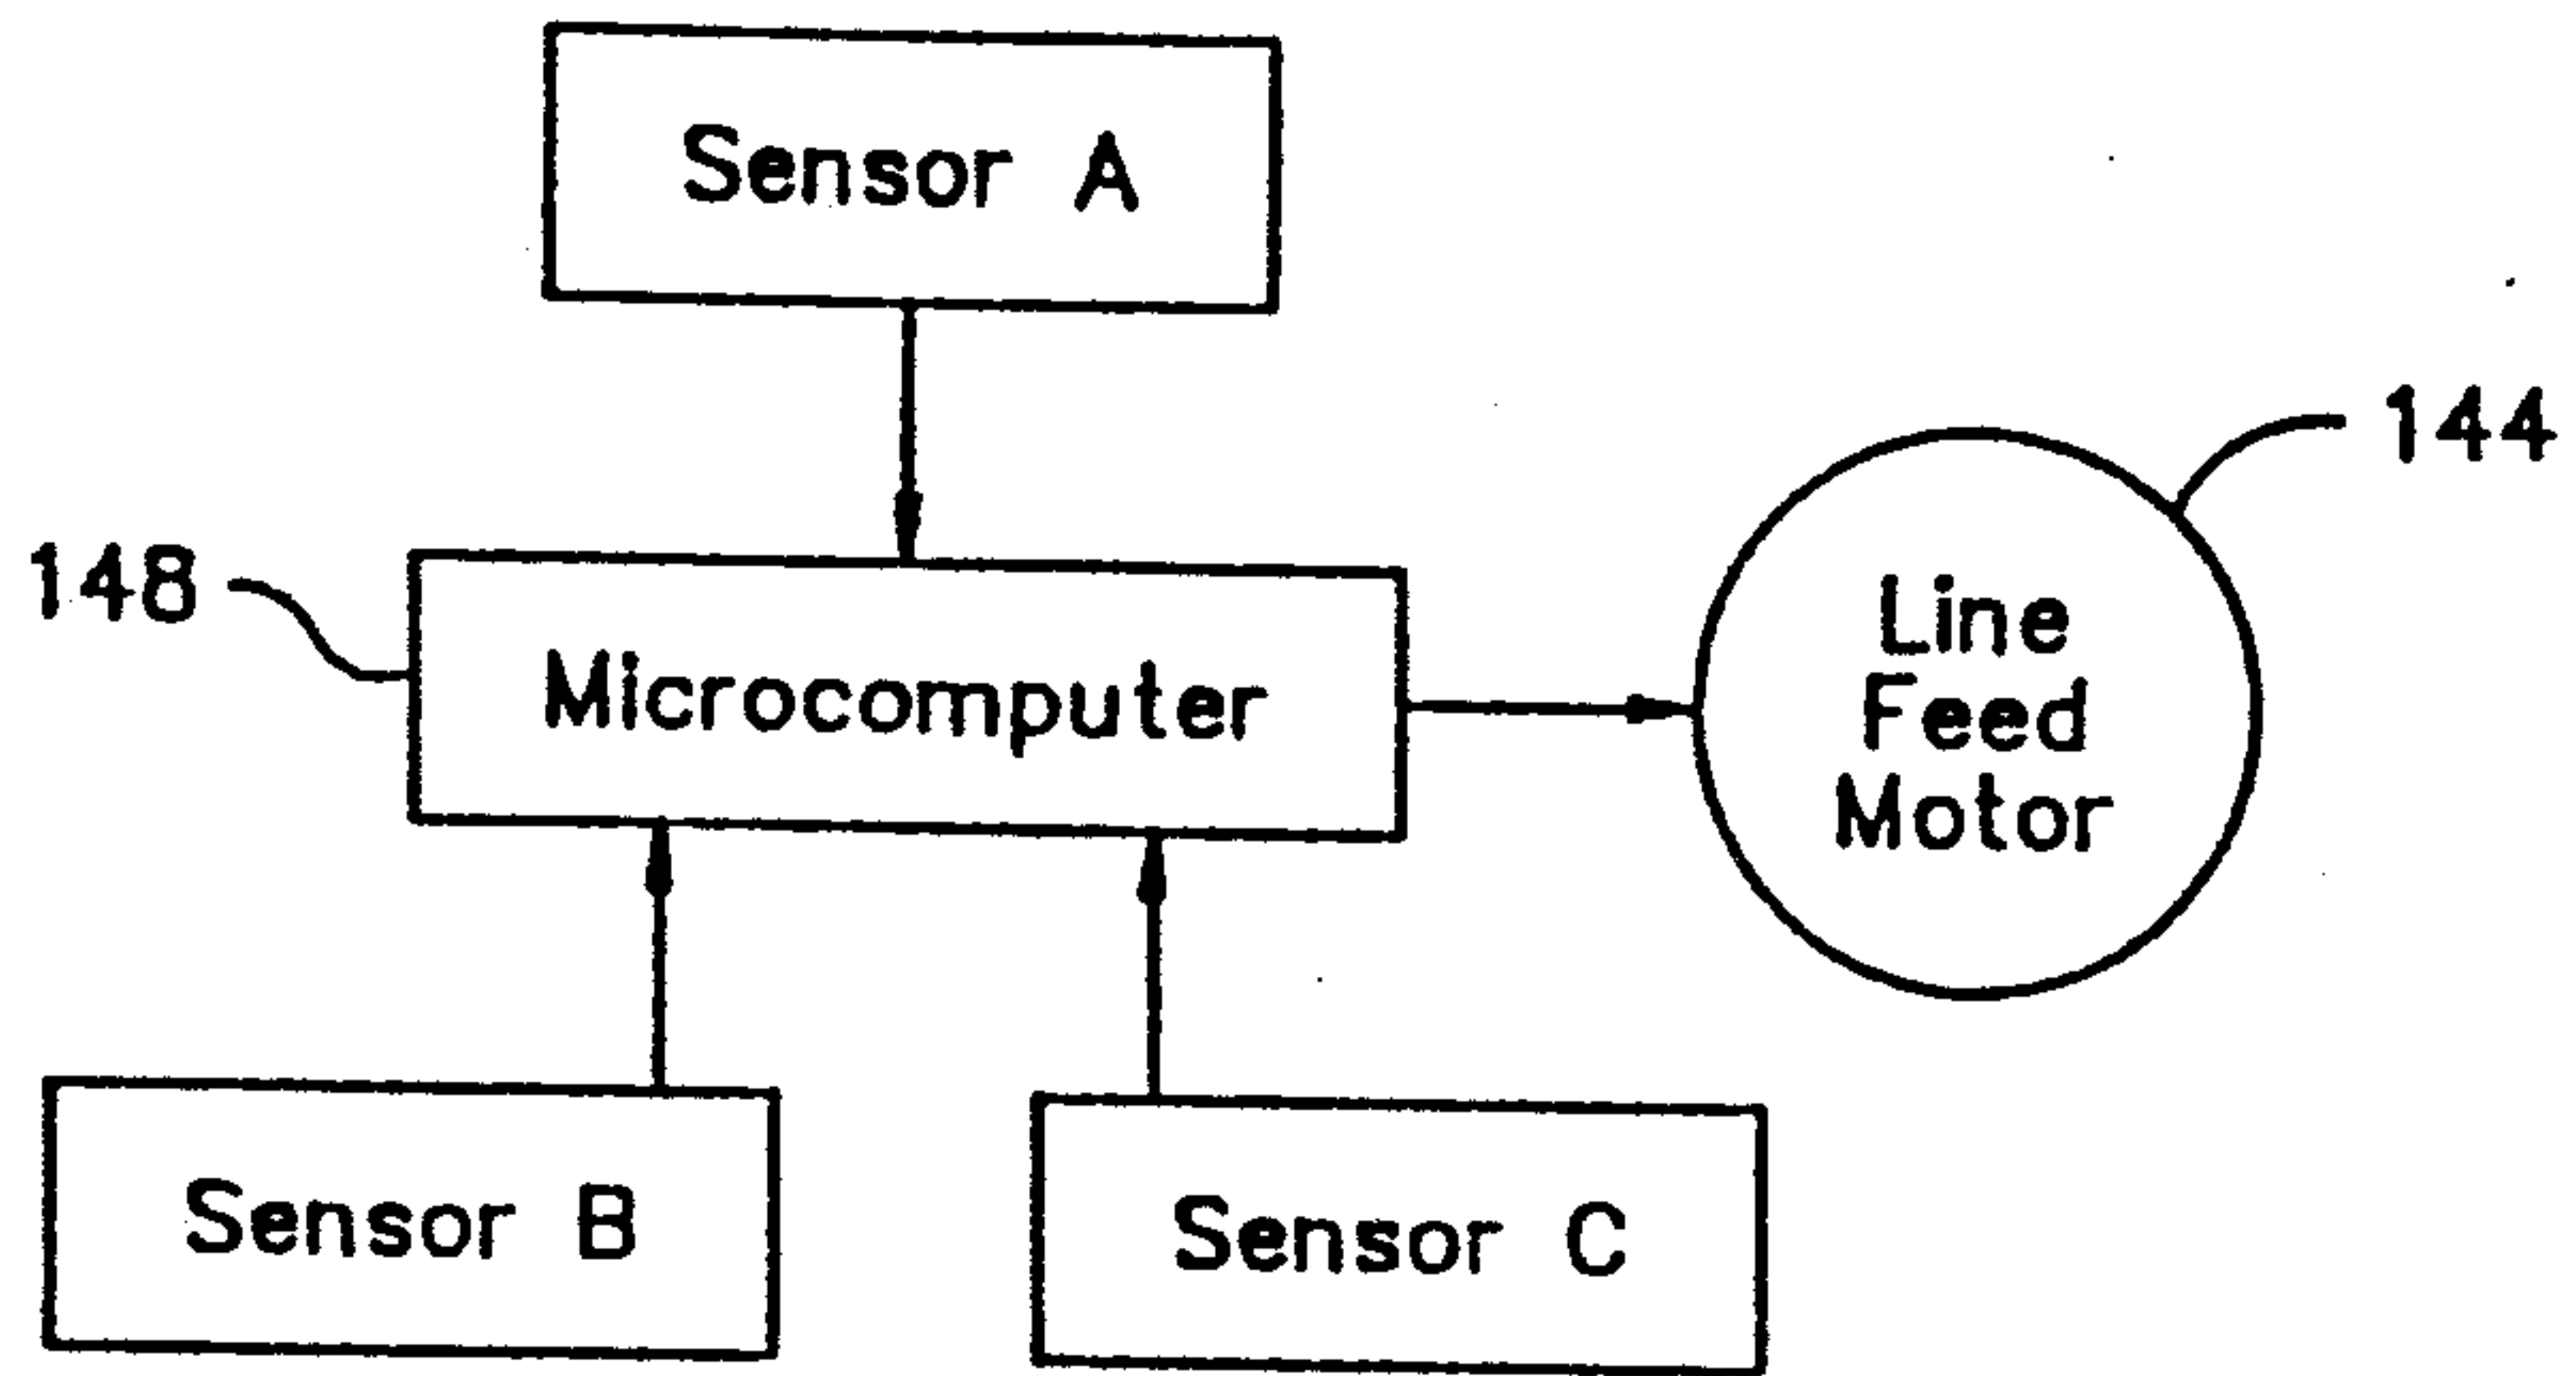 Sensor A
144
148
Microcomputer
Line
Feed
Motor
Sensor B
Sensor C